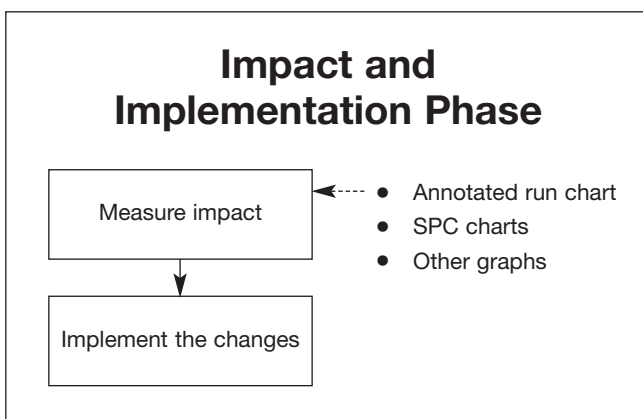 Impact and
Implementation Phase
Measure impact
● Annotated run chart
● SPC charts
● Other graphs
Implement the changes